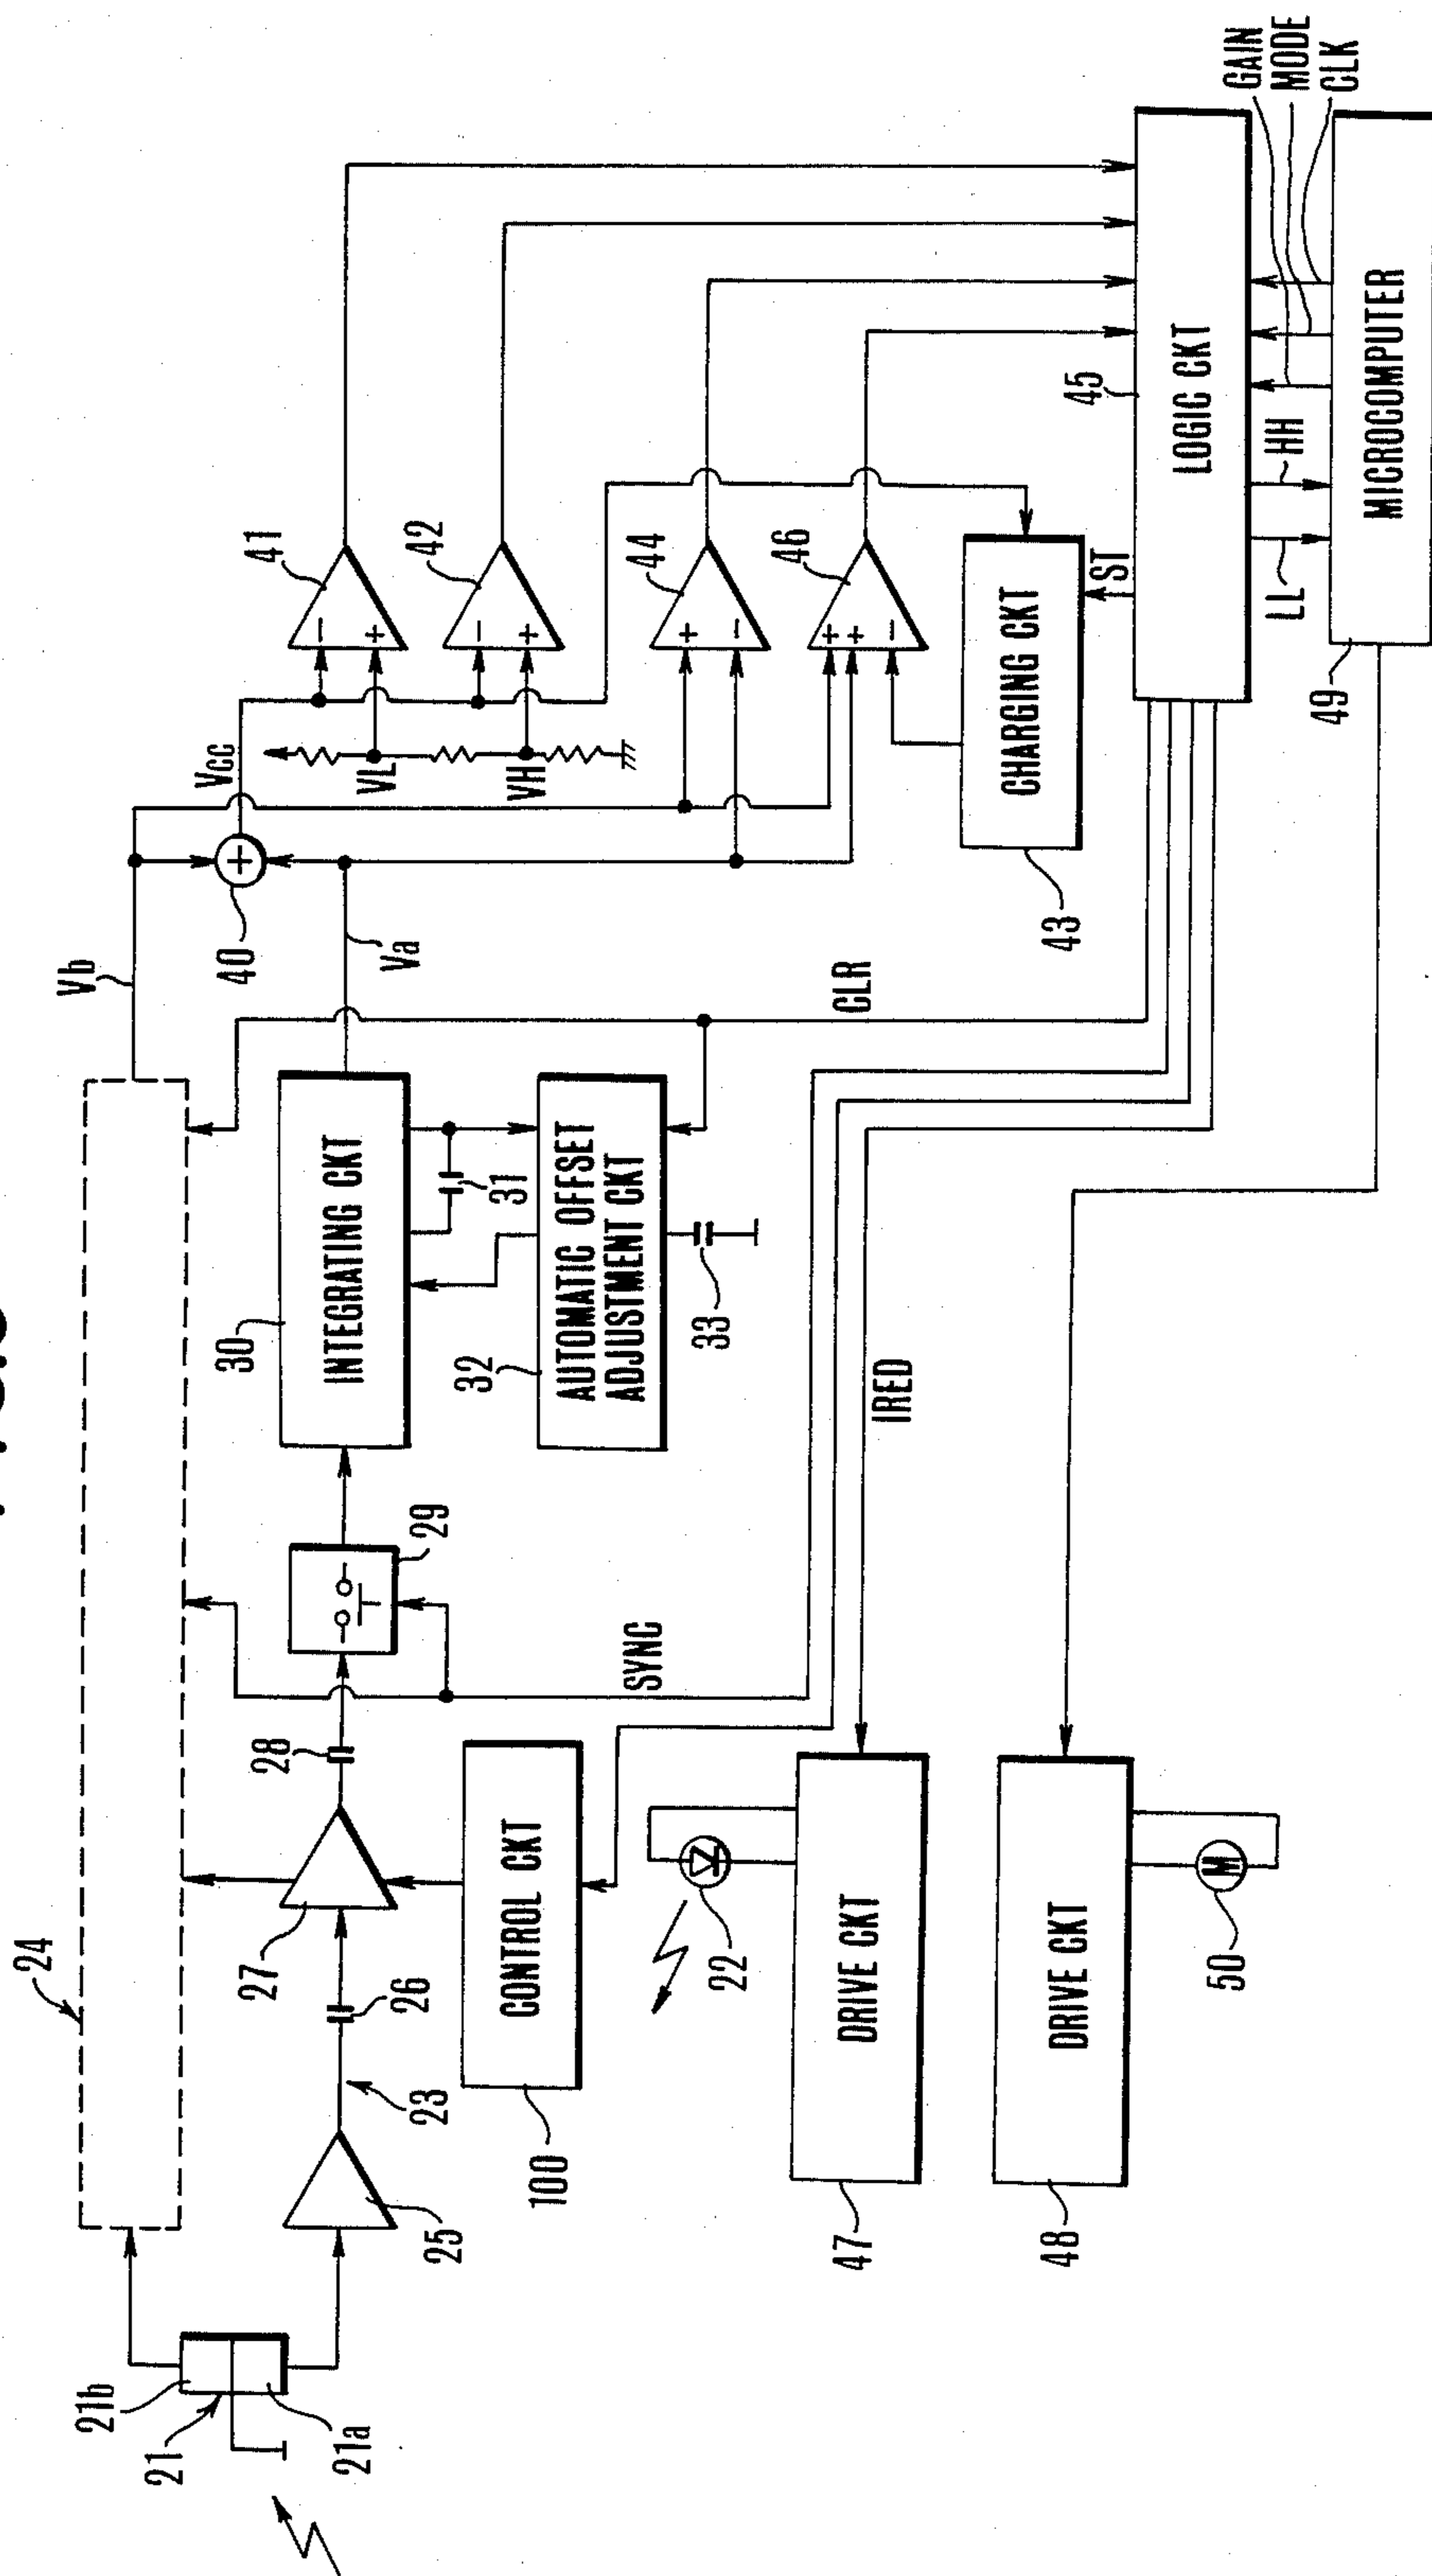 24
Vb
40
VCC
41
VL
42
VH
Va
44
46
21b
21
21a
25
23
26
27
28
29
30
INTEGRATING CKT
31
32
AUTOMATIC OFFSET
ADJUSTMENT CKT
33
CLR
43
CHARGING CKT
ST
45
LOGIC CKT
GAIN
MODE
CLK
HH
LL
49
MICROCOMPUTER
100
CONTROL CKT
SYNC
IRED
22
47
DRIVE CKT
48
DRIVE CKT
50
M